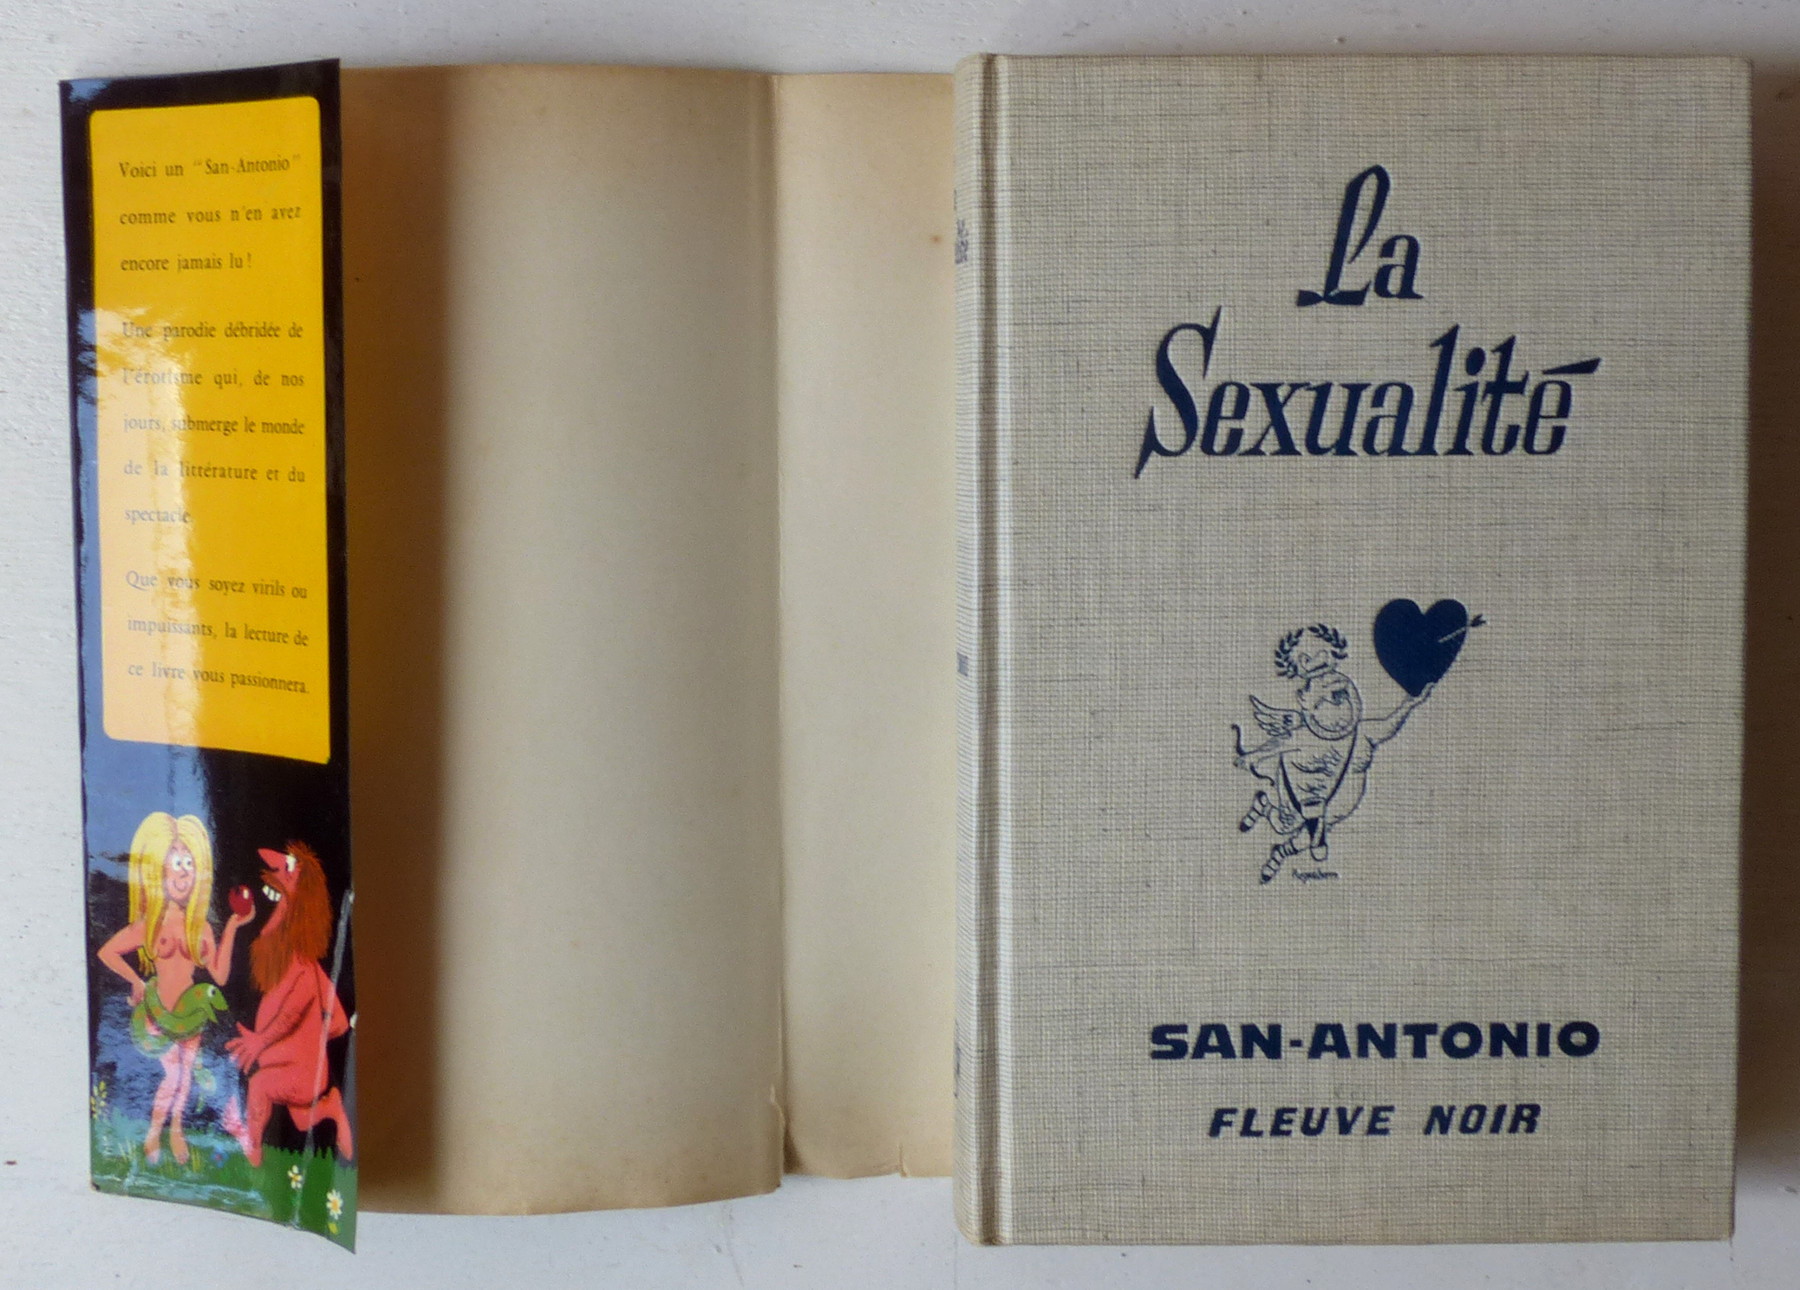 Voici un "San-Antonio"
comme vous n'en avez
encore jamais lu !
Une parodie débridée de
l'érotisme qui, de nos
jours, submerge le monde
de la littérature et du
spectacle.
Que vous soyez virils ou
impuissants, la lecture de
ce livre vous passionnera.
La
Sexualité
SAN-ANTONIO
FLEUVE NOIR